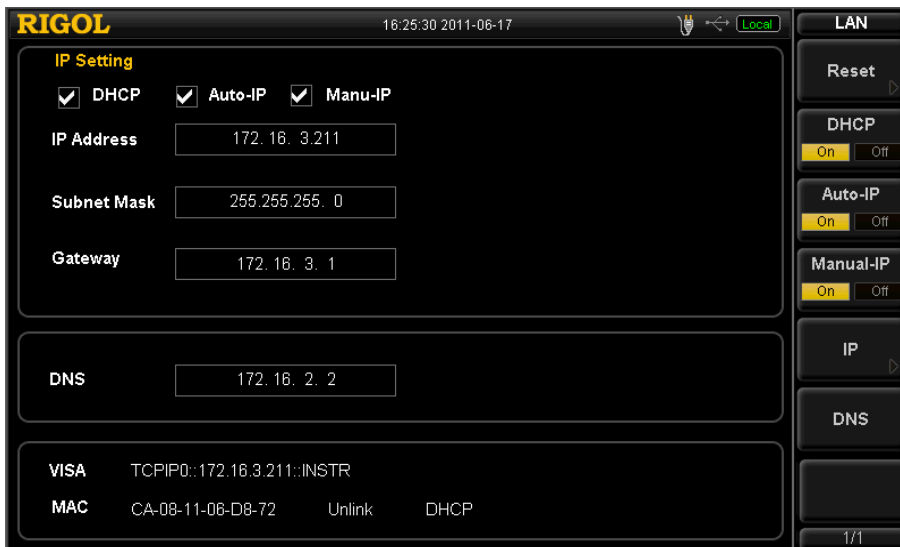 RIGOL 16:25:30 2011-06-17 Local
IP Setting
DHCP Auto-IP Manu-IP
IP Address 172. 16. 3.211
Subnet Mask 255.255.255. 0
Gateway 172. 16. 3. 1
DNS 172. 16. 2. 2
VISA TCPIP0::172.16.3.211::INSTR
MAC CA-08-11-06-D8-72 Unlink DHCP
LAN
Reset
DHCP
On Off
Auto-IP
On Off
Manual-IP
On Off
IP
DNS
1/1